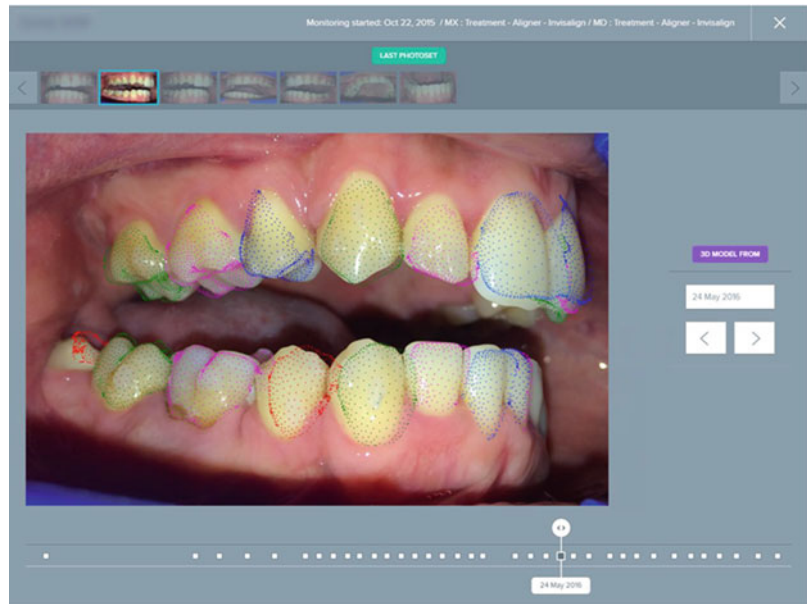 Monitoring started: Oct 22, 2015 / MX : Treatment - Aligner - Invisalign / MD : Treatment - Aligner - Invisalign
LAST PHOTOSET
3D MODEL FROM
24 May 2016
24 May 2016